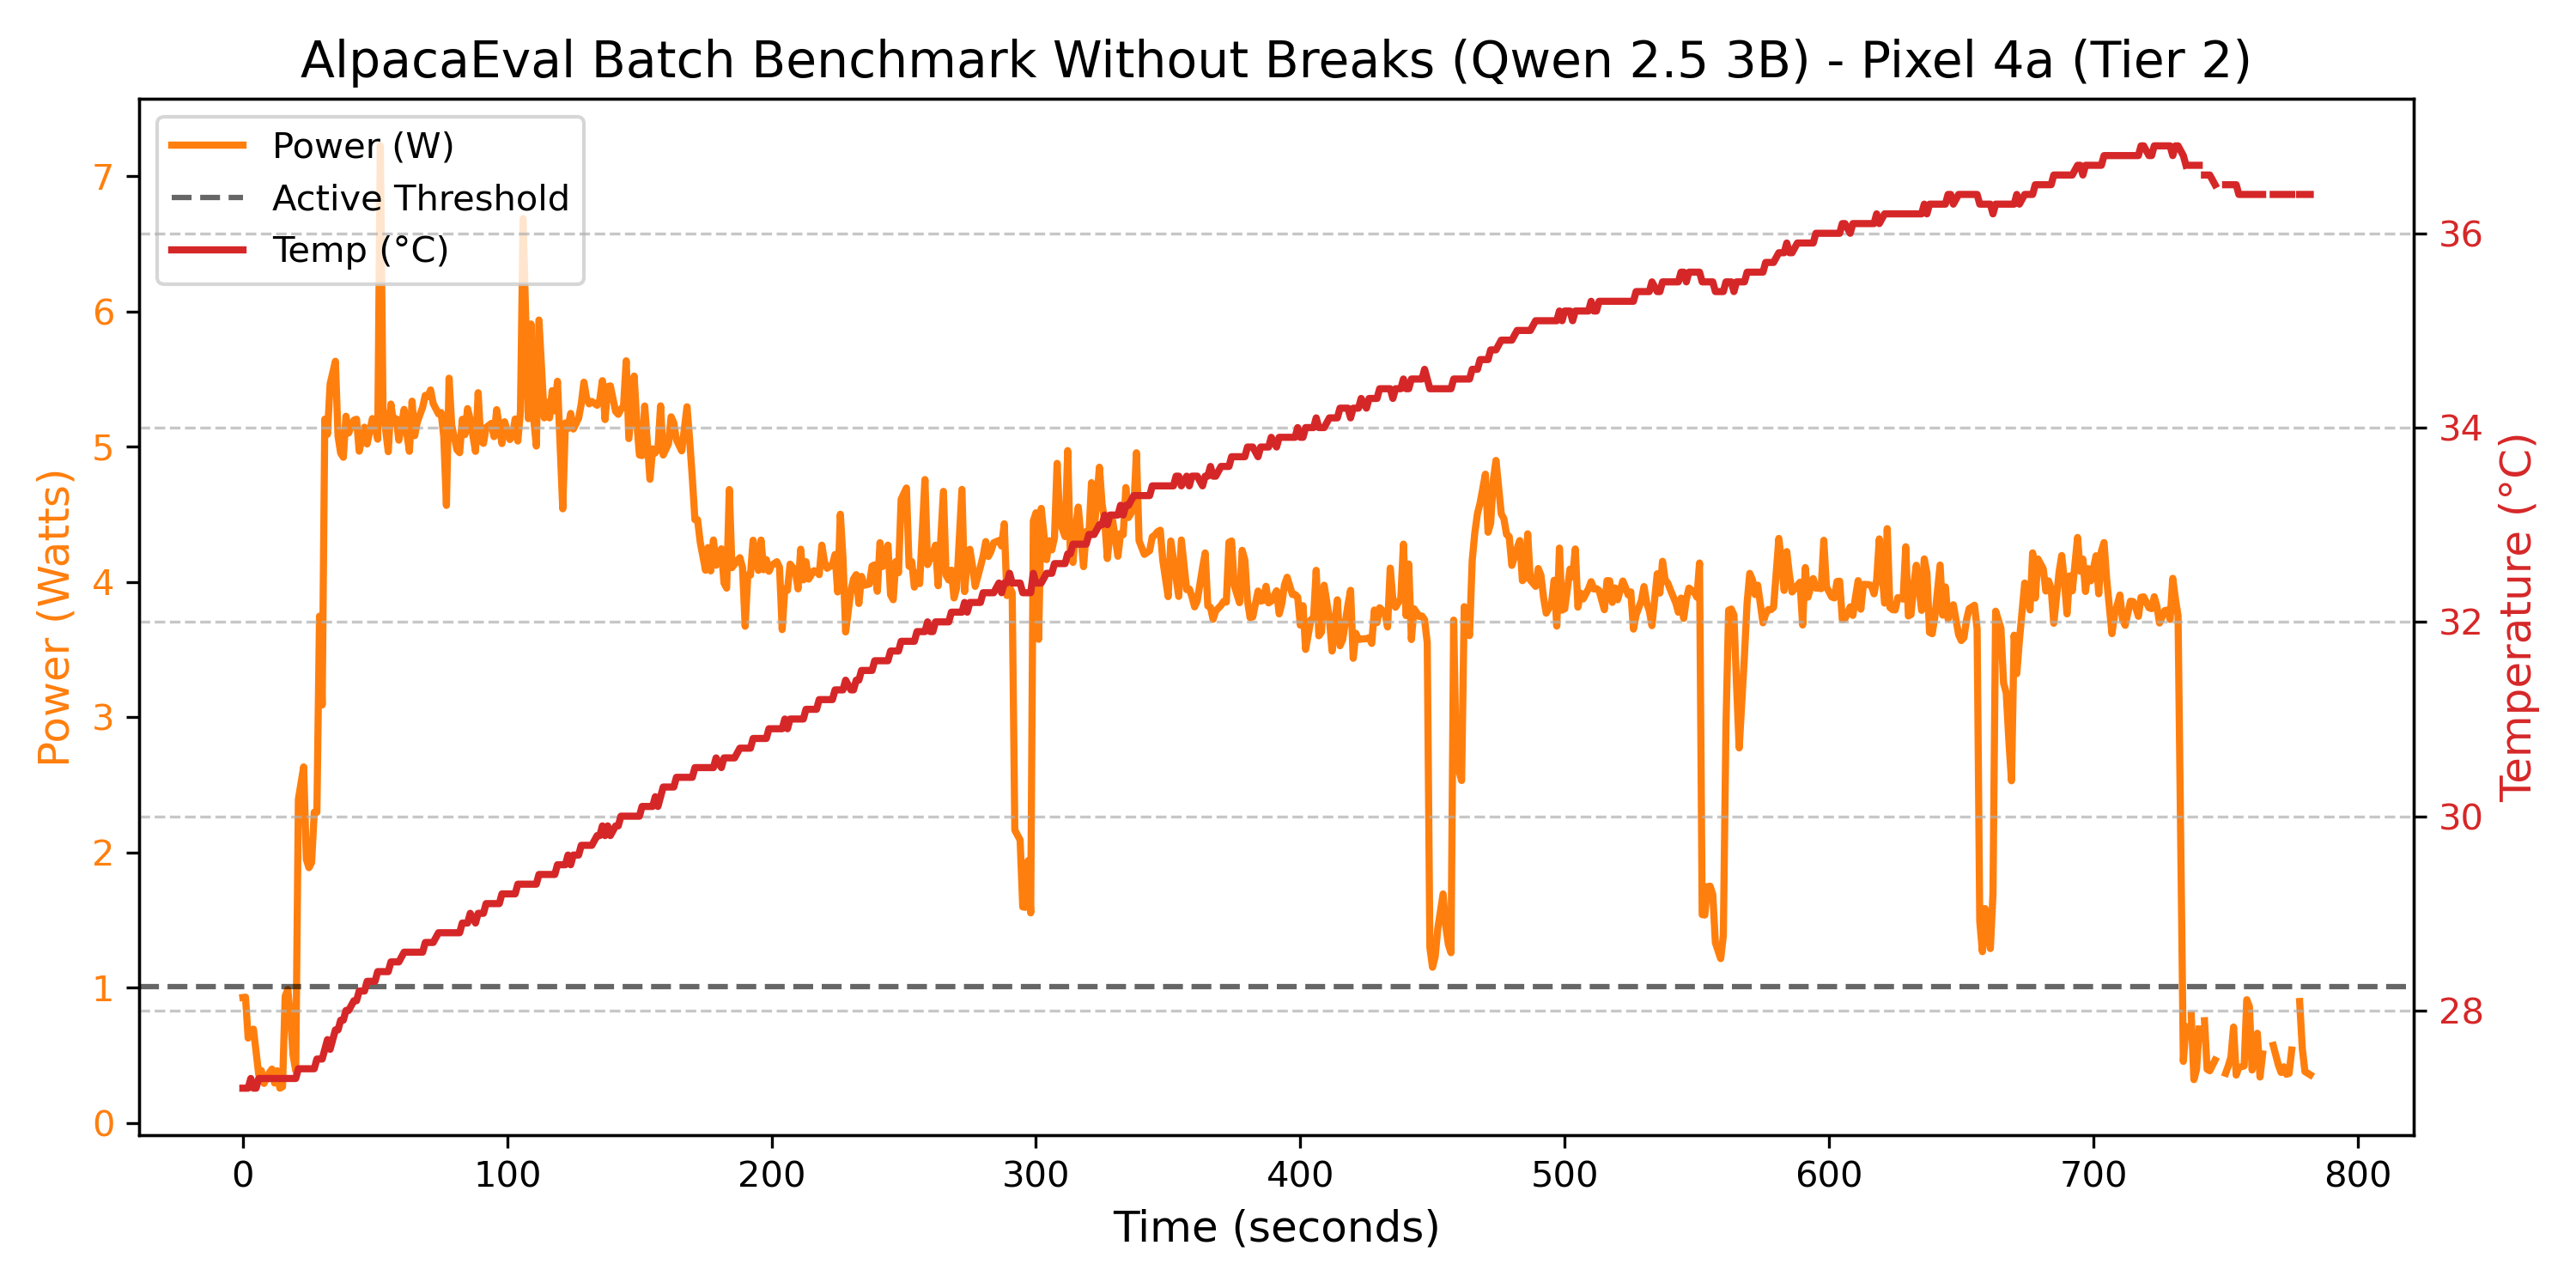 AlpacaEval Batch Benchmark Without Breaks (Qwen 2.5 3B) - Pixel 4a (Tier 2)
Power (W)
Active Threshold
Temp (°C)
Power (Watts)
7
6
5
4
3
2
1
0
36
34
32
30
28
Temperature (°C)
0 100 200 300 400 500 600 700 800
Time (seconds)